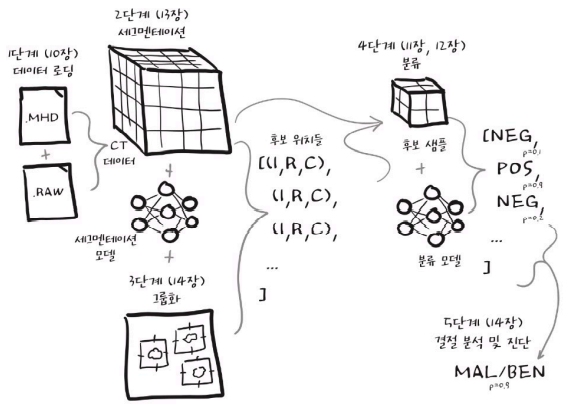 1단계 (10장)
데이터 로딩
.MHD
+
.RAW
2단계 (13장)
세그멘테이션
CT
데이터
+
세그멘테이션
모델
+
3단계 (14장)
그룹화
후보 위치들
[(I,R,C),
(I,R,C),
(I,R,C),
...
]
4단계 (11장, 12장)
분류
후보 샘플
+
분류 모델
[NEG,
p=0.1
POS,
p=0.9
NEG,
p=0.2
...
]
5단계 (14장)
결절 분석 및 진단
MAL/BEN
p=0.9